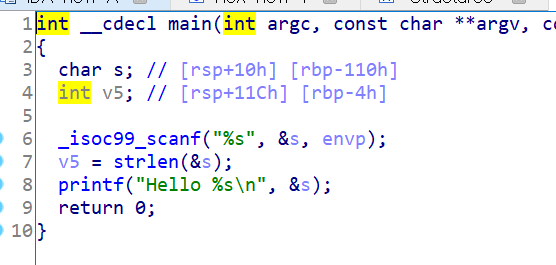 1 int __cdecl main(int argc, const char **argv, co
2 {
3 char s; // [rsp+10h] [rbp-110h]
4 int v5; // [rsp+11Ch] [rbp-4h]
5
6 _isoc99_scanf("%s", &s, envp);
7 v5 = strlen(&s);
8 printf("Hello %s\n", &s);
9 return 0;
10 }